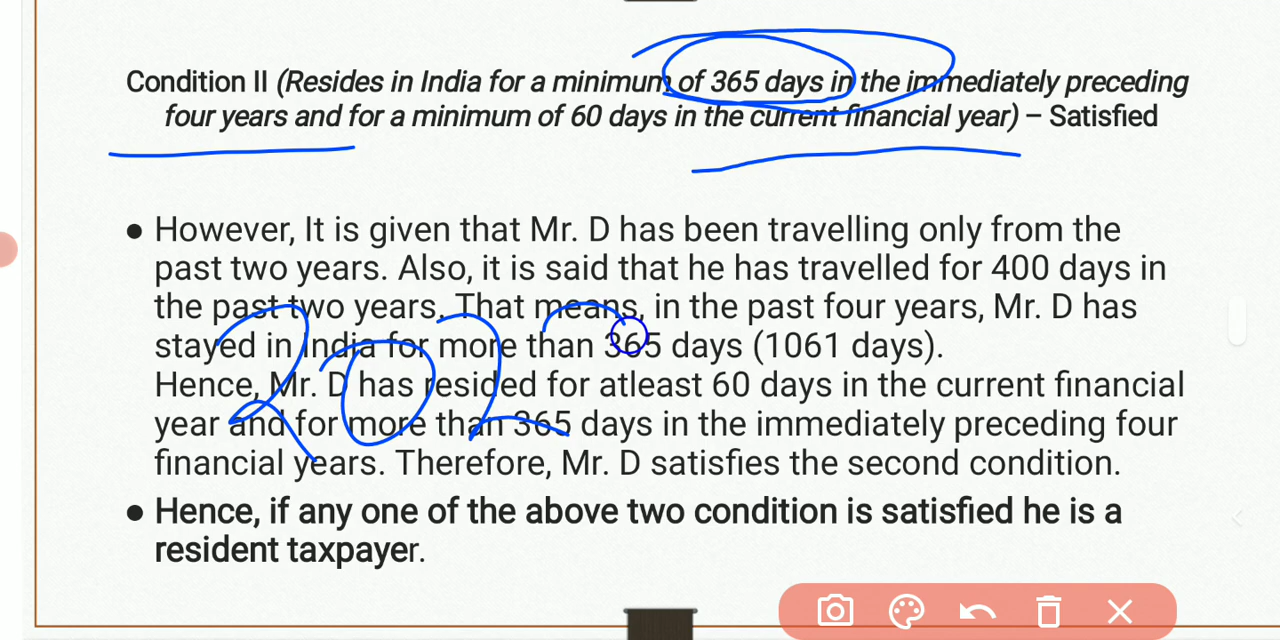 Condition II (Resides in India for a minimum of 365 days in the immediately preceding
four years and for a minimum of 60 days in the current financial year) – Satisfied
● However, It is given that Mr. D has been travelling only from the
past two years. Also, it is said that he has travelled for 400 days in
the past two years. That means, in the past four years, Mr. D has
stayed in India for more than 365 days (1061 days).
Hence, Mr. D has resided for atleast 60 days in the current financial
year and for more than 365 days in the immediately preceding four
financial years. Therefore, Mr. D satisfies the second condition.
● Hence, if any one of the above two condition is satisfied he is a
resident taxpayer.
202